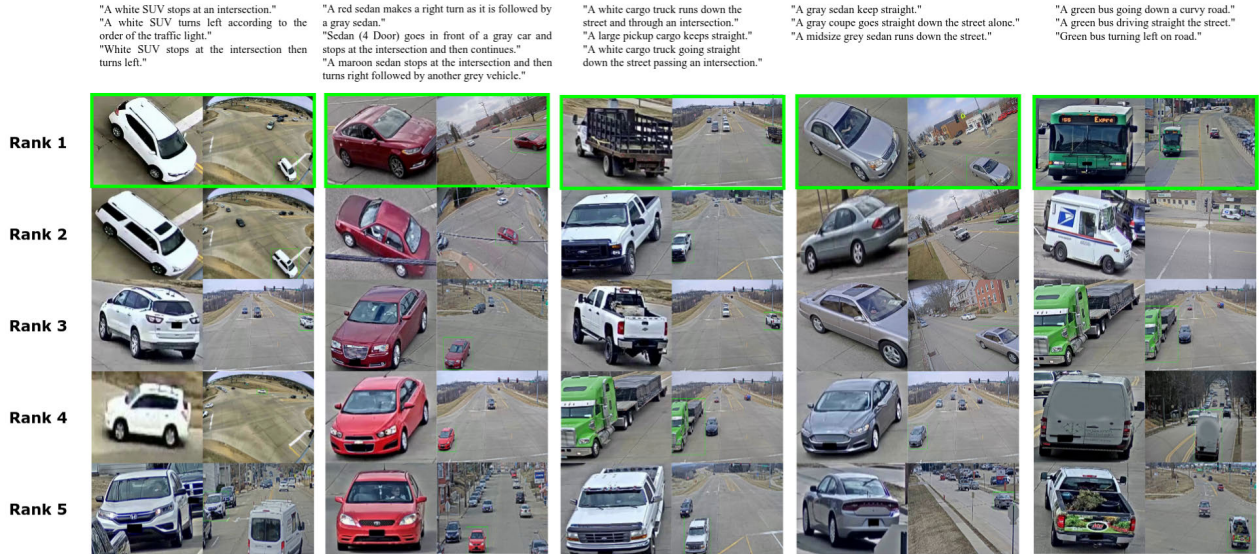 "A white SUV stops at an intersection."
"A white SUV turns left according to the
order of the traffic light."
"White SUV stops at the intersection then
turns left."
"A red sedan makes a right turn as it is followed by
a gray sedan."
"Sedan (4 Door) goes in front of a gray car and
stops at the intersection and then continues."
"A maroon sedan stops at the intersection and then
turns right followed by another grey vehicle."
"A white cargo truck runs down the
street and through an intersection."
"A large pickup cargo keeps straight."
"A white cargo truck going straight
down the street passing an intersection."
"A gray sedan keep straight."
"A gray coupe goes straight down the street alone."
"A midsize grey sedan runs down the street."
"A green bus going down a curvy road."
"A green bus driving straight the street."
"Green bus turning left on road."
Rank 1
Rank 2
Rank 3
Rank 4
Rank 5